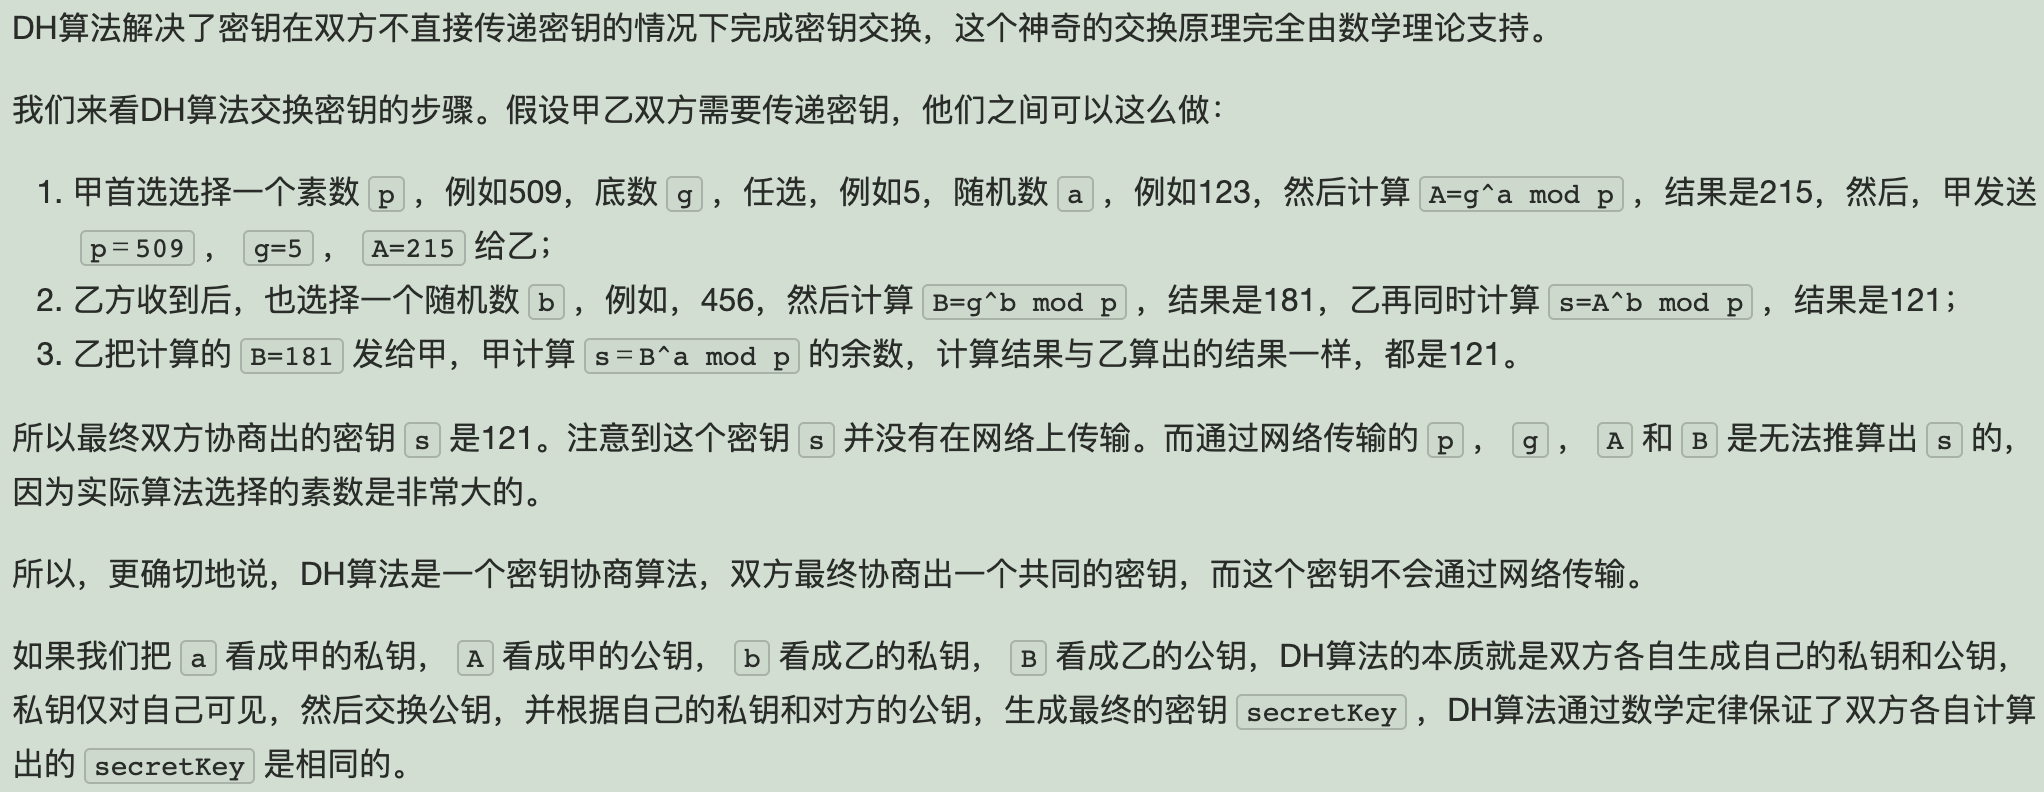 DH算法解决了密钥在双方不直接传递密钥的情况下完成密钥交换，这个神奇的交换原理完全由数学理论支持。
我们来看DH算法交换密钥的步骤。假设甲乙双方需要传递密钥，他们之间可以这么做：
1. 甲首选选择一个素数 p ，例如509，底数 g ，任选，例如5，随机数 a ，例如123，然后计算 A=g^a mod p ，结果是215，然后，甲发送
p＝509 ， g=5 ， A=215 给乙；
2. 乙方收到后，也选择一个随机数 b ，例如，456，然后计算 B=g^b mod p ，结果是181，乙再同时计算 s=A^b mod p ，结果是121；
3. 乙把计算的 B=181 发给甲，甲计算 s＝B^a mod p 的余数，计算结果与乙算出的结果一样，都是121。
所以最终双方协商出的密钥 s 是121。注意到这个密钥 s 并没有在网络上传输。而通过网络传输的 p ， g ， A 和 B 是无法推算出 s 的，
因为实际算法选择的素数是非常大的。
所以，更确切地说，DH算法是一个密钥协商算法，双方最终协商出一个共同的密钥，而这个密钥不会通过网络传输。
如果我们把 a 看成甲的私钥， A 看成甲的公钥， b 看成乙的私钥， B 看成乙的公钥，DH算法的本质就是双方各自生成自己的私钥和公钥，
私钥仅对自己可见，然后交换公钥，并根据自己的私钥和对方的公钥，生成最终的密钥 secretKey ，DH算法通过数学定律保证了双方各自计算
出的 secretKey 是相同的。